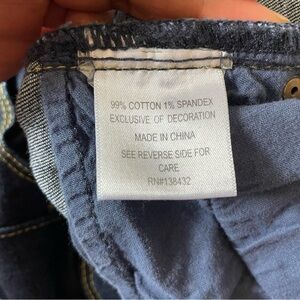 99% COTTON 1% SPANDEX
EXCLUSIVE OF DECORATION
MADE IN CHINA
SEE REVERSE SIDE FOR
CARE
RN#138432